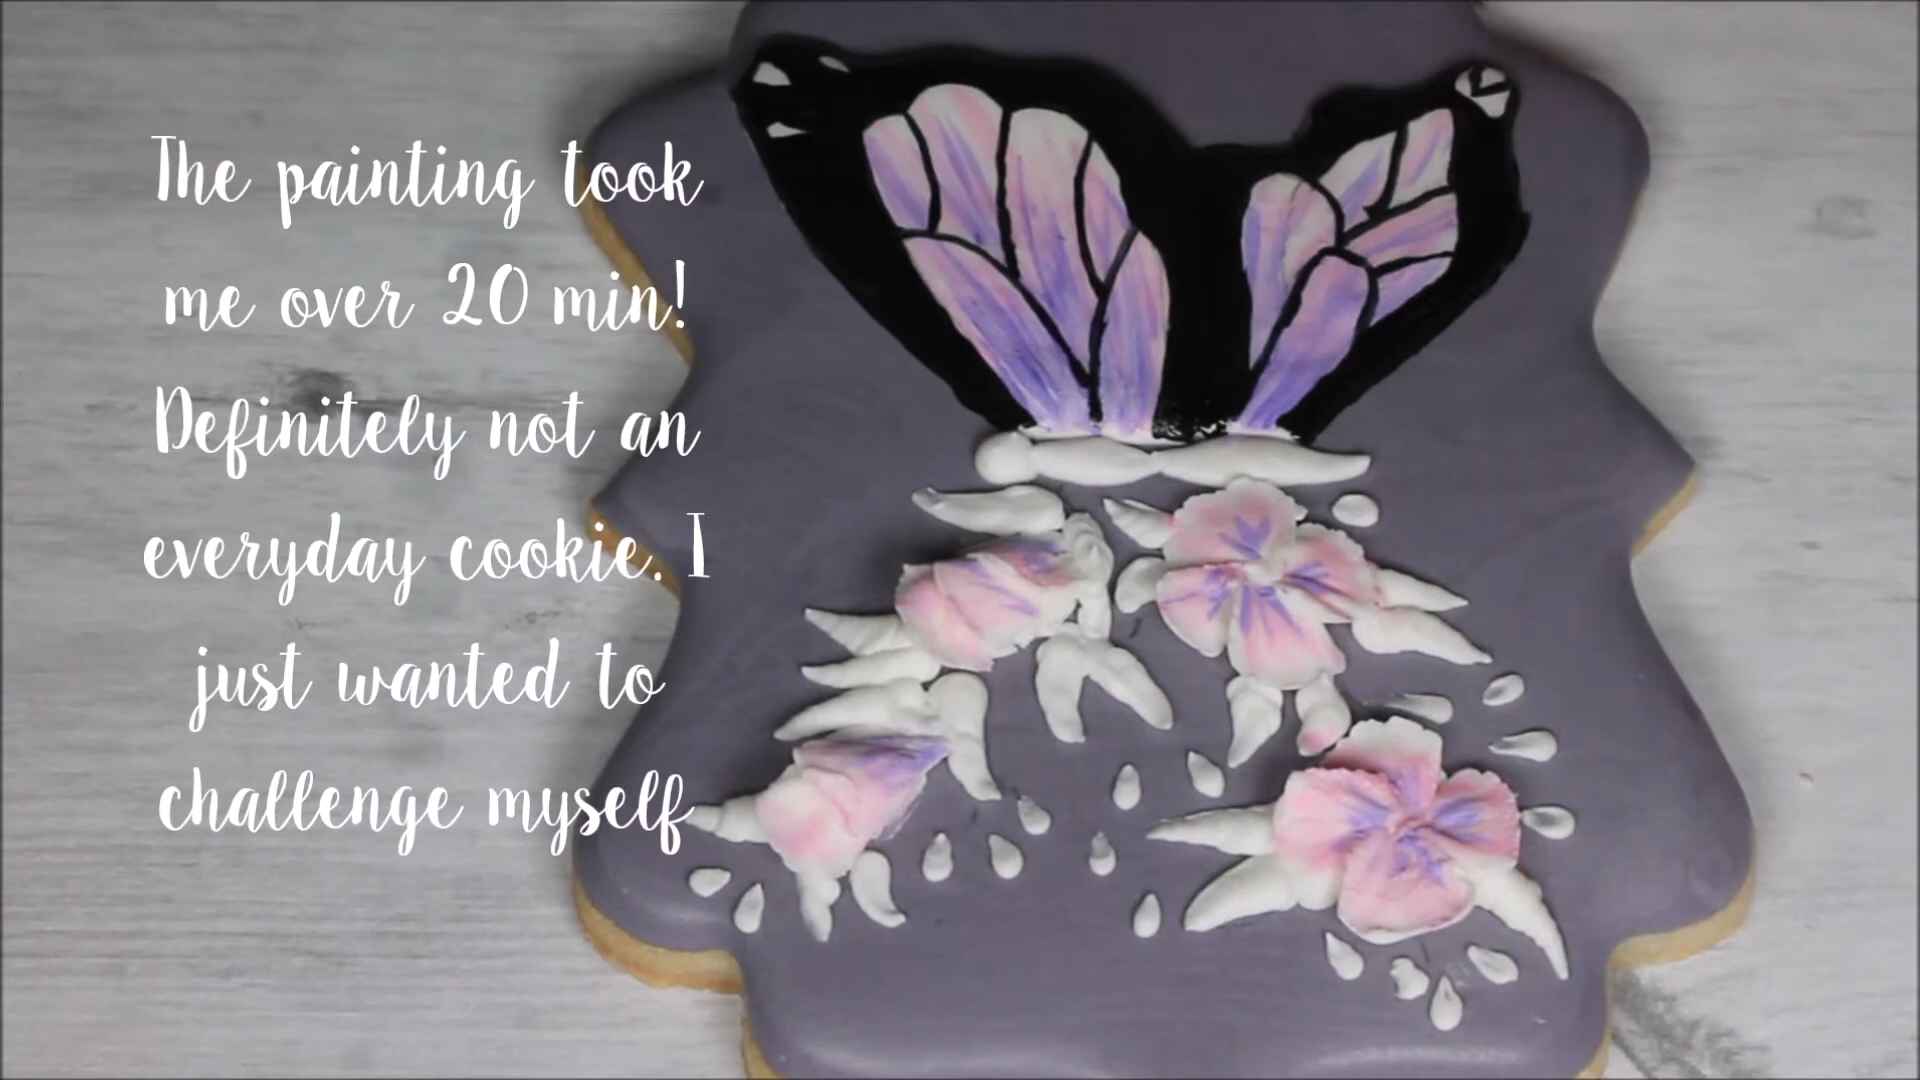 The painting took
me over 20 min!
Definitely not an
everyday cookie. I
just wanted to
challenge myself